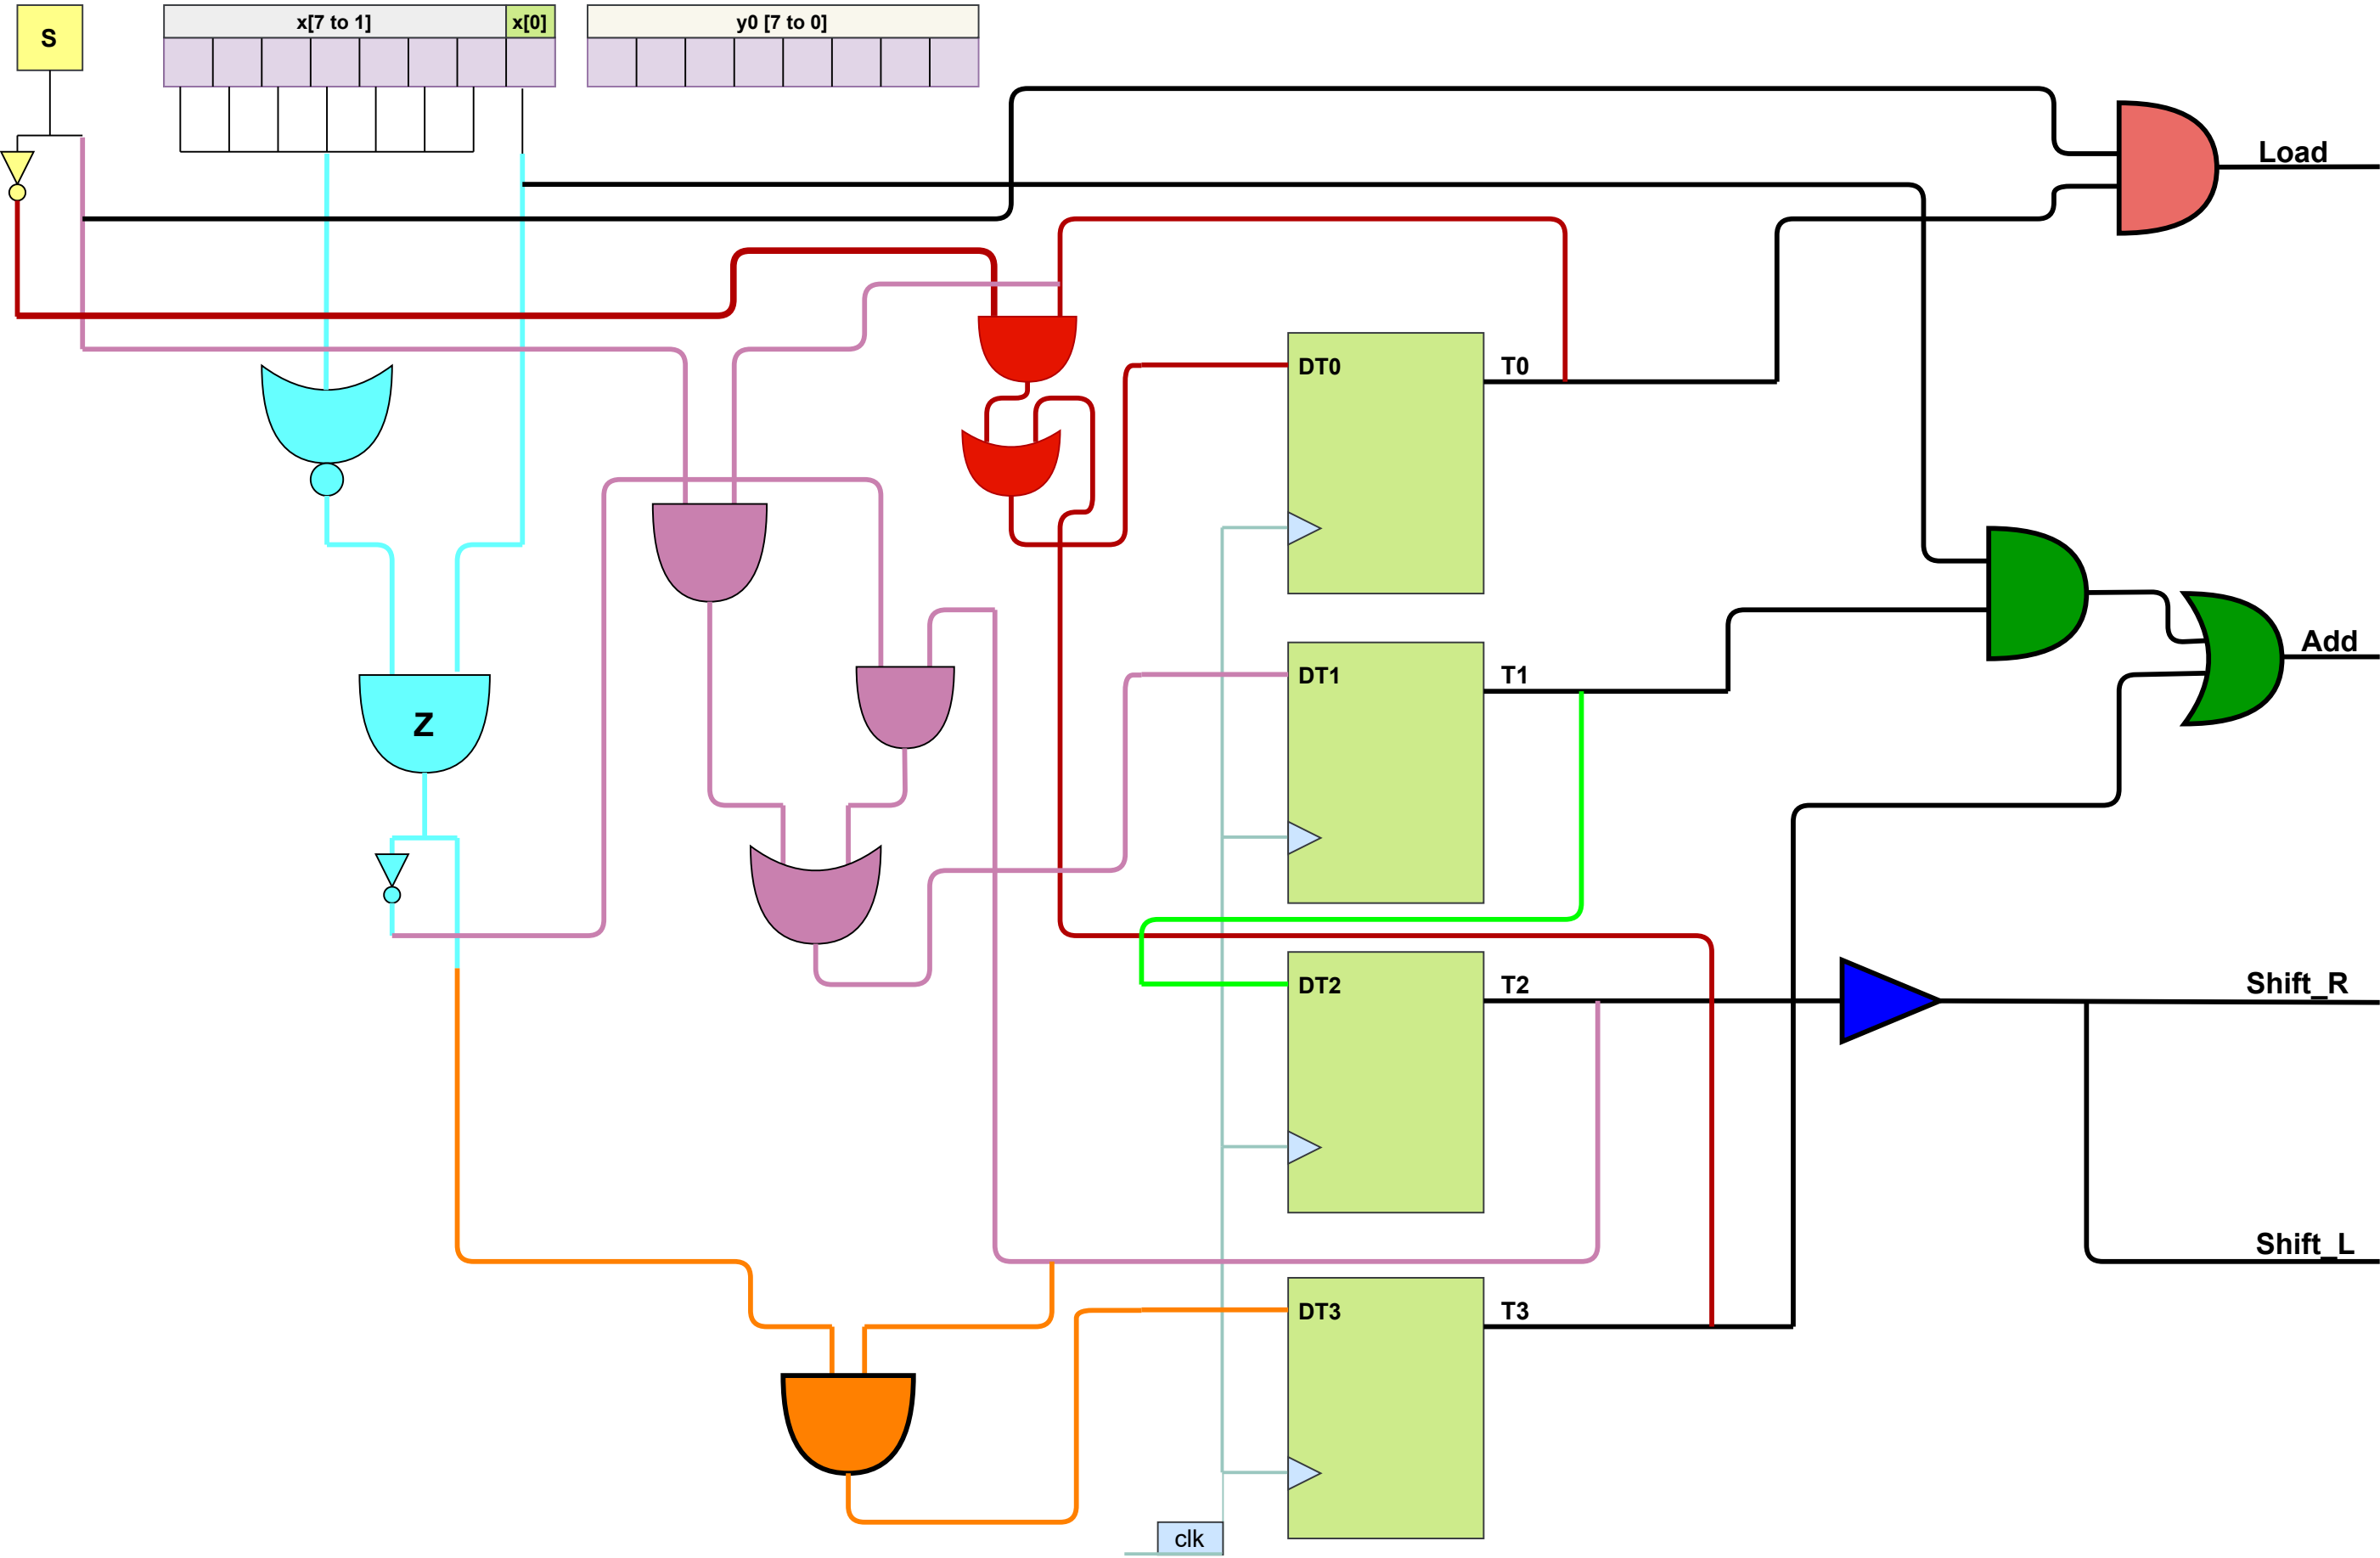 S
x[7 to 1]
x[0]
y0 [7 to 0]
Load
DT0
T0
Add
DT1
T1
Z
DT2
T2
Shift_R
Shift_L
DT3
T3
clk